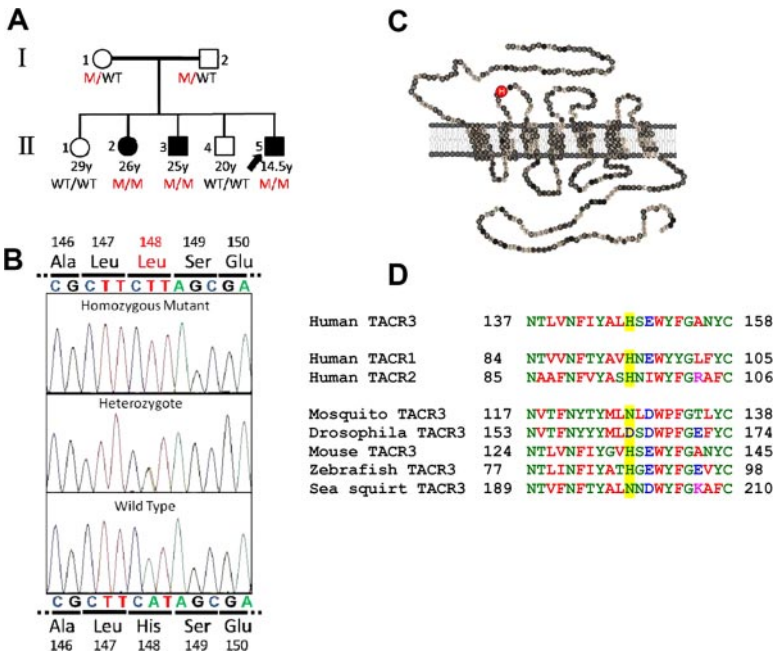 A
I
1
2
M/WT
M/WT
II
1
2
3
4
5
29y
26y
25y
20y
14.5y
WT/WT
M/M
M/M
WT/WT
M/M
B
146 147 148 149 150
Ala Leu Leu Ser Glu
C G C T T C T T A G C G A
Homozygous Mutant
Heterozygote
Wild Type
C G C T T C A T A G C G A
Ala Leu His Ser Glu
146 147 148 149 150
C
H
D
Human TACR3 137 NTLVNFIYALHSEWYFGANYC 158
Human TACR1 84 NTVVNFTYAVHNEWYYGLFYC 105
Human TACR2 85 NAAFNFVYASHNIWYFGRAFC 106
Mosquito TACR3 117 NVTFNYTYMLNLDWPFGTLYC 138
Drosophila TACR3 153 NVTFNYYYMLDSDWPFGEFYC 174
Mouse TACR3 124 NTLVNFIYGVHSEWYFGANYC 145
Zebrafish TACR3 77 NTLINFIYATHGEWYFGEVYC 98
Sea squirt TACR3 189 NTVFNFTYALNNDWYFGKAFC 210